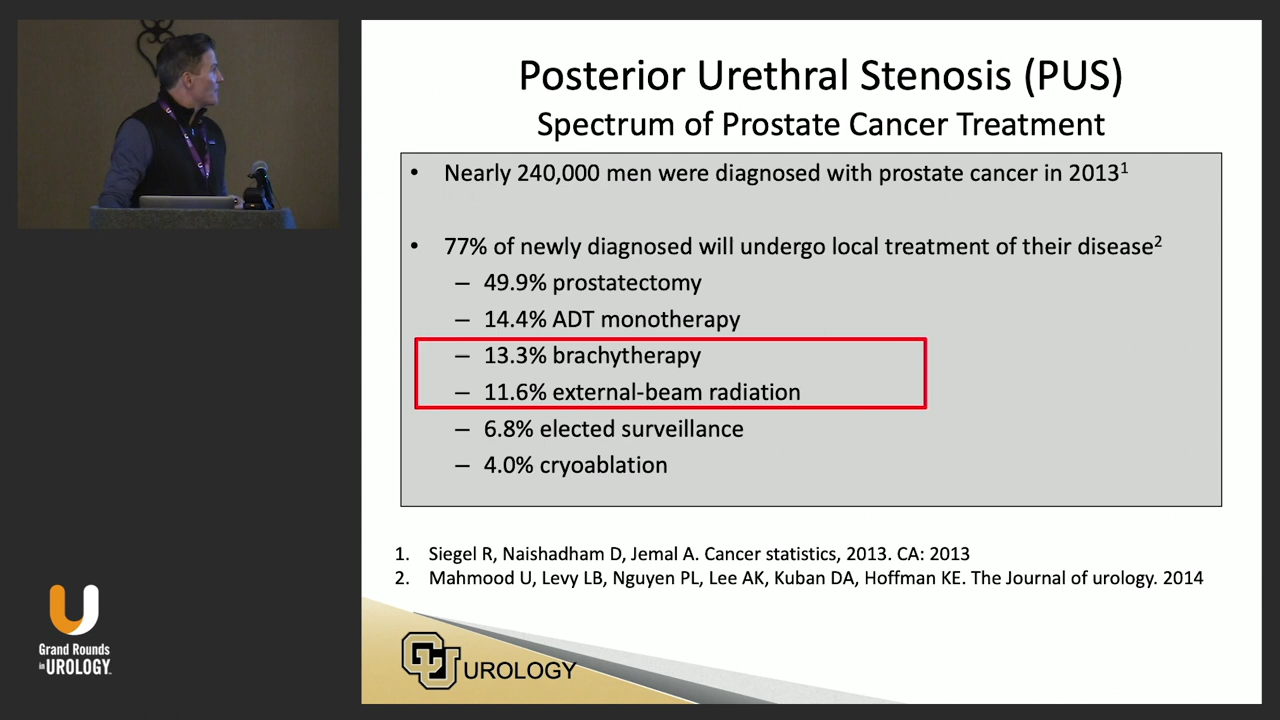 Posterior Urethral Stenosis (PUS)
Spectrum of Prostate Cancer Treatment
• Nearly 240,000 men were diagnosed with prostate cancer in 2013¹
• 77% of newly diagnosed will undergo local treatment of their disease²
– 49.9% prostatectomy
– 14.4% ADT monotherapy
– 13.3% brachytherapy
– 11.6% external-beam radiation
– 6.8% elected surveillance
– 4.0% cryoablation
1. Siegel R, Naishadham D, Jemal A. Cancer statistics, 2013. CA: 2013
2. Mahmood U, Levy LB, Nguyen PL, Lee AK, Kuban DA, Hoffman KE. The Journal of urology. 2014
CU UROLOGY
U
Grand Rounds
in UROLOGY